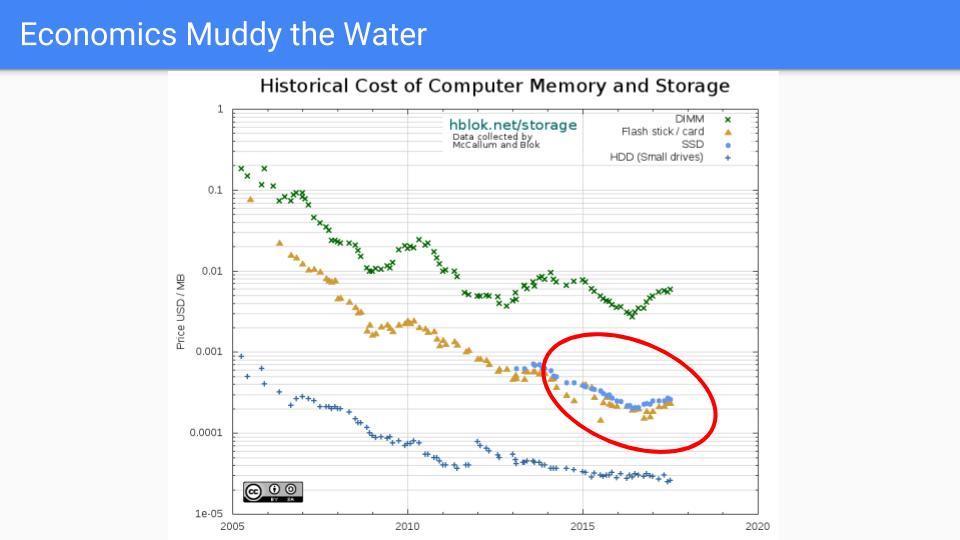 Economics Muddy the Water
Historical Cost of Computer Memory and Storage
hblok.net/storage
Data collected by
McCallum and Blok
DIMM
Flash stick / card
SSD
HDD (Small drives)
Price USD / MB
1
0.1
0.01
0.001
0.0001
1e-05
2005
2010
2015
2020
cc
BY
SA